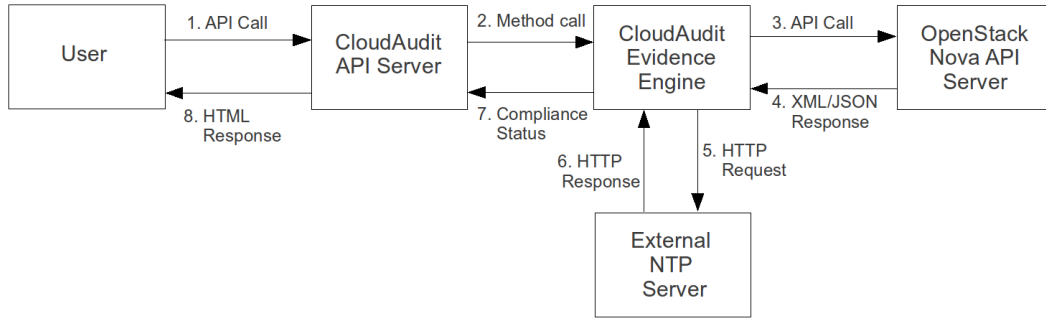 1. API Call
2. Method call
3. API Call
User
CloudAudit
API Server
CloudAudit
Evidence
Engine
OpenStack
Nova API
Server
8. HTML
Response
7. Compliance
Status
4. XML/JSON
Response
6. HTTP
Response
5. HTTP
Request
External
NTP
Server